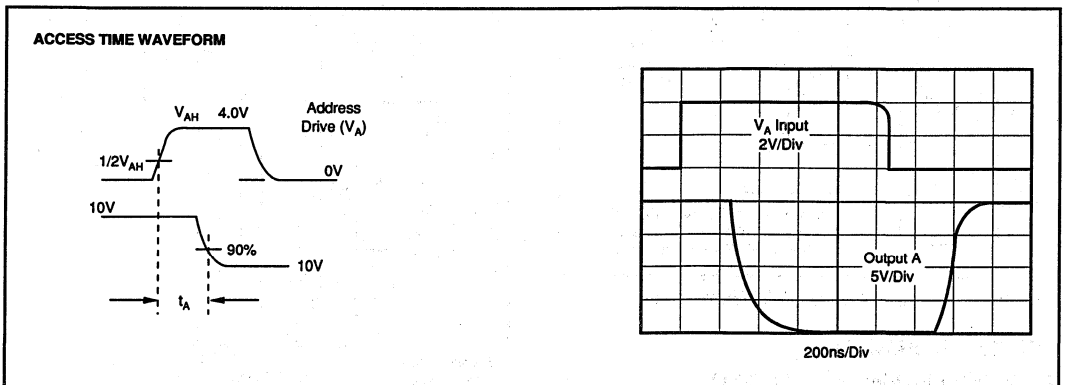 ACCESS TIME WAVEFORM
V_AH 4.0V
Address
Drive (V_A)
1/2V_AH
0V
10V
90%
10V
t_A
V_A Input
2V/Div
Output A
5V/Div
200ns/Div